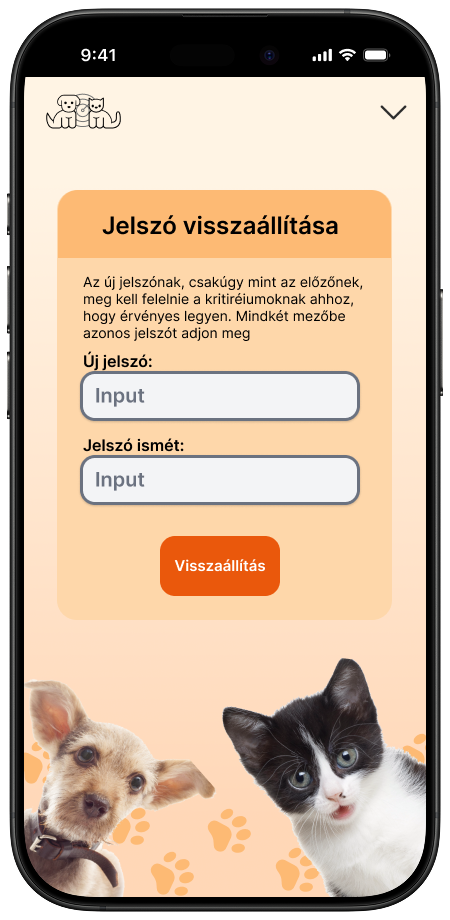 9:41
Jelszó visszaállítása
Az új jelszónak, csakúgy mint az előzőnek,
meg kell felelnie a kritiréiumoknak ahhoz,
hogy érvényes legyen. Mindkét mezőbe
azonos jelszót adjon meg
Új jelszó:
Input
Jelszó ismét:
Input
Visszaállítás